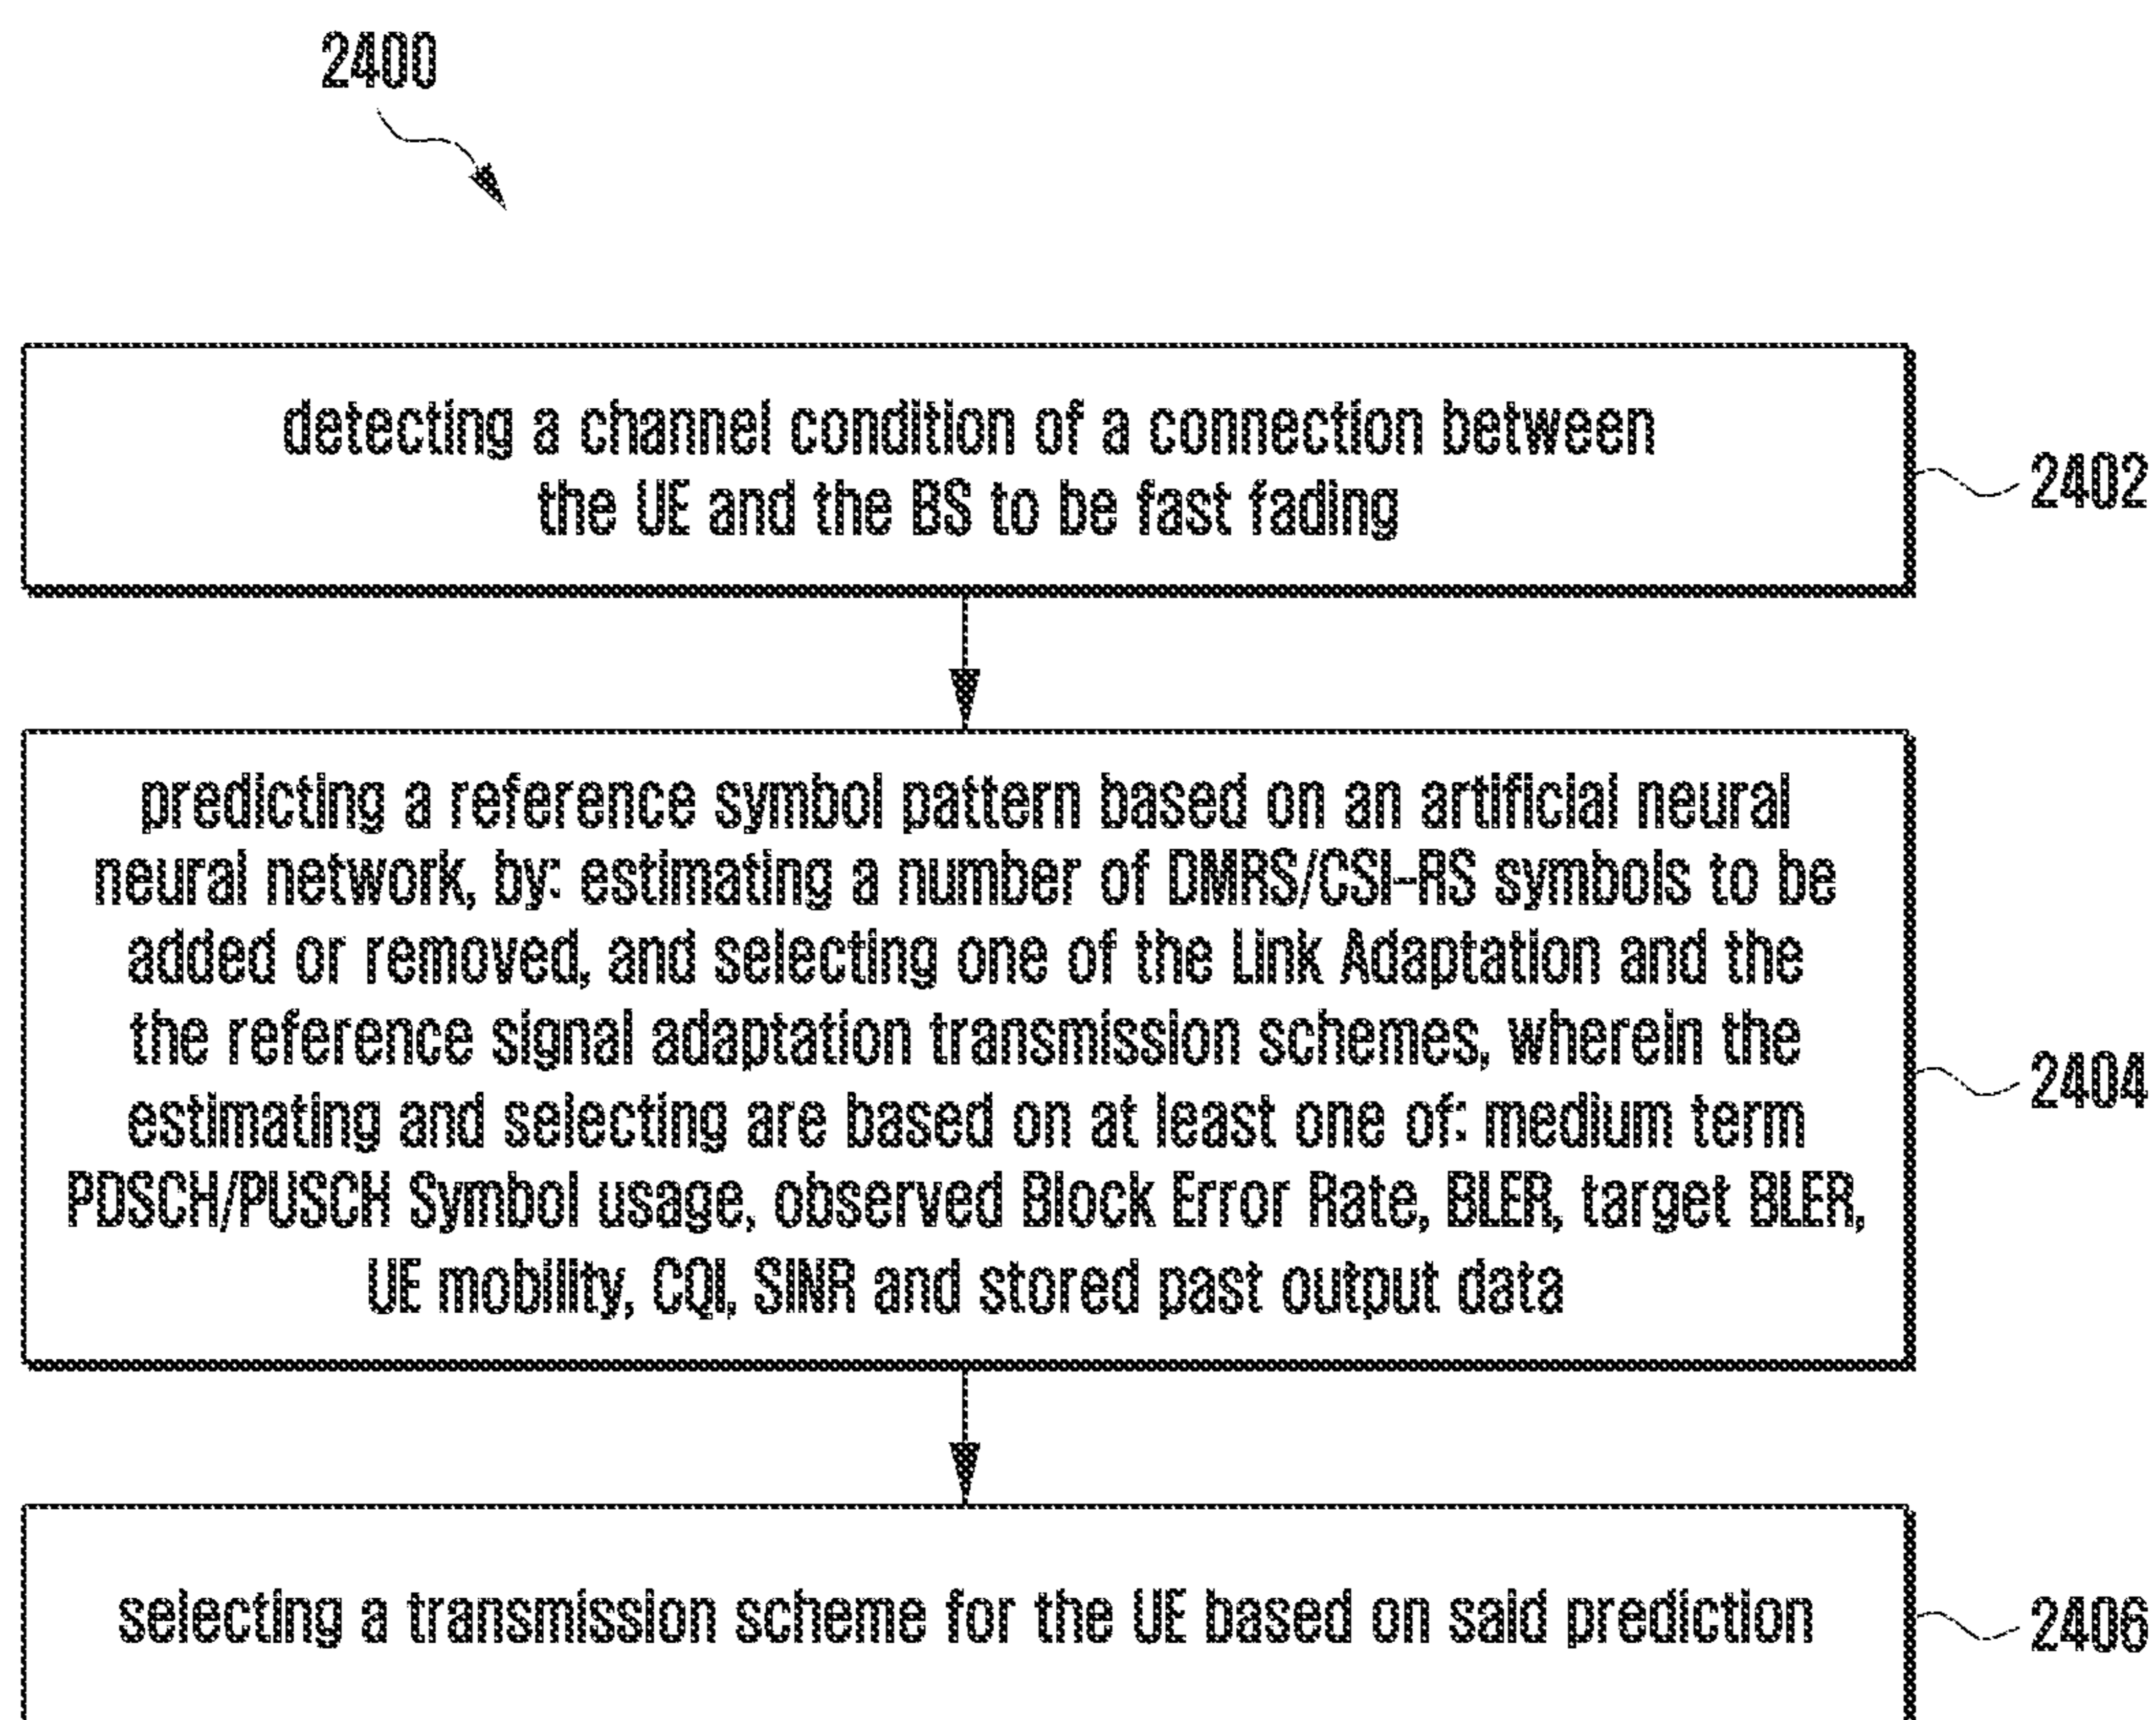 2400
detecting a channel condition of a connection between
the UE and the BS to be fast fading
2402
predicting a reference symbol pattern based on an artificial neural
neural network, by: estimating a number of DMRS/CSI-RS symbols to be
added or removed, and selecting one of the Link Adaptation and the
the reference signal adaptation transmission schemes, wherein the
estimating and selecting are based on at least one of: medium term
PDSCH/PUSCH Symbol usage, observed Block Error Rate, BLER, target BLER,
UE mobility, CQI, SINR and stored past output data
2404
selecting a transmission scheme for the UE based on said prediction
2406